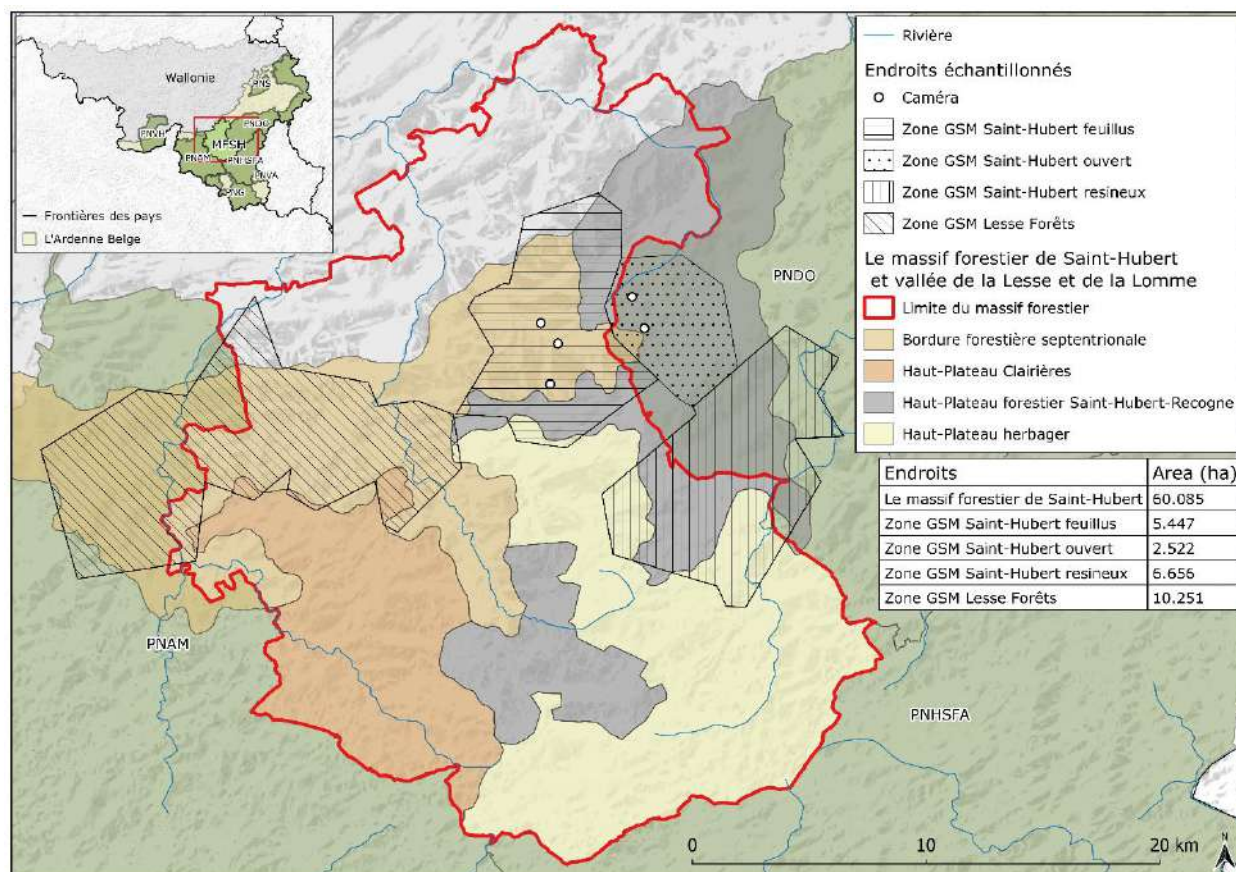 Wallonie
PNS
PNDO
PNVH
MFSH
PNAM
PNHSFA
PNVA
PNG
Frontières des pays
L'Ardenne Belge
Rivière
Endroits échantillonnés
Caméra
Zone GSM Saint-Hubert feuillus
Zone GSM Saint-Hubert ouvert
Zone GSM Saint-Hubert resineux
Zone GSM Lesse Forêts
Le massif forestier de Saint-Hubert
et vallée de la Lesse et de la Lomme
Limite du massif forestier
Bordure forestière septentrionale
Haut-Plateau Clairières
Haut-Plateau forestier Saint-Hubert-Recogne
Haut-Plateau herbager
PNDO
Endroits Area (ha)
Le massif forestier de Saint-Hubert 60.085
Zone GSM Saint-Hubert feuillus 5.447
Zone GSM Saint-Hubert ouvert 2.522
Zone GSM Saint-Hubert resineux 6.656
Zone GSM Lesse Forêts 10.251
PNAM
PNHSFA
0 10 20 km
N